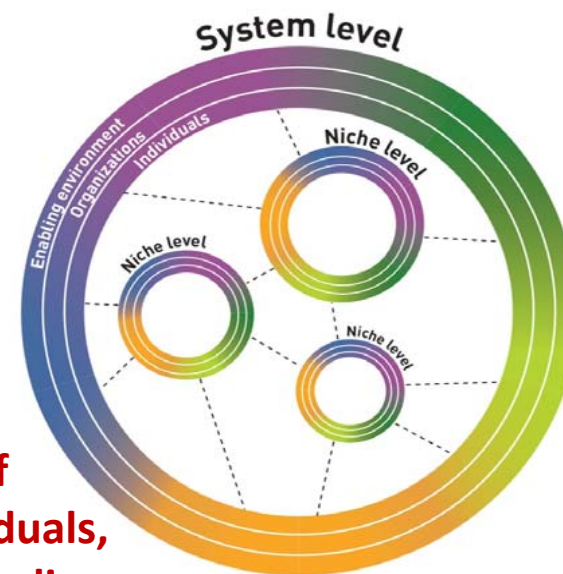 System level
Enabling environment
Organizations
Individuals
Niche level
Niche level
Niche level
f
duals,